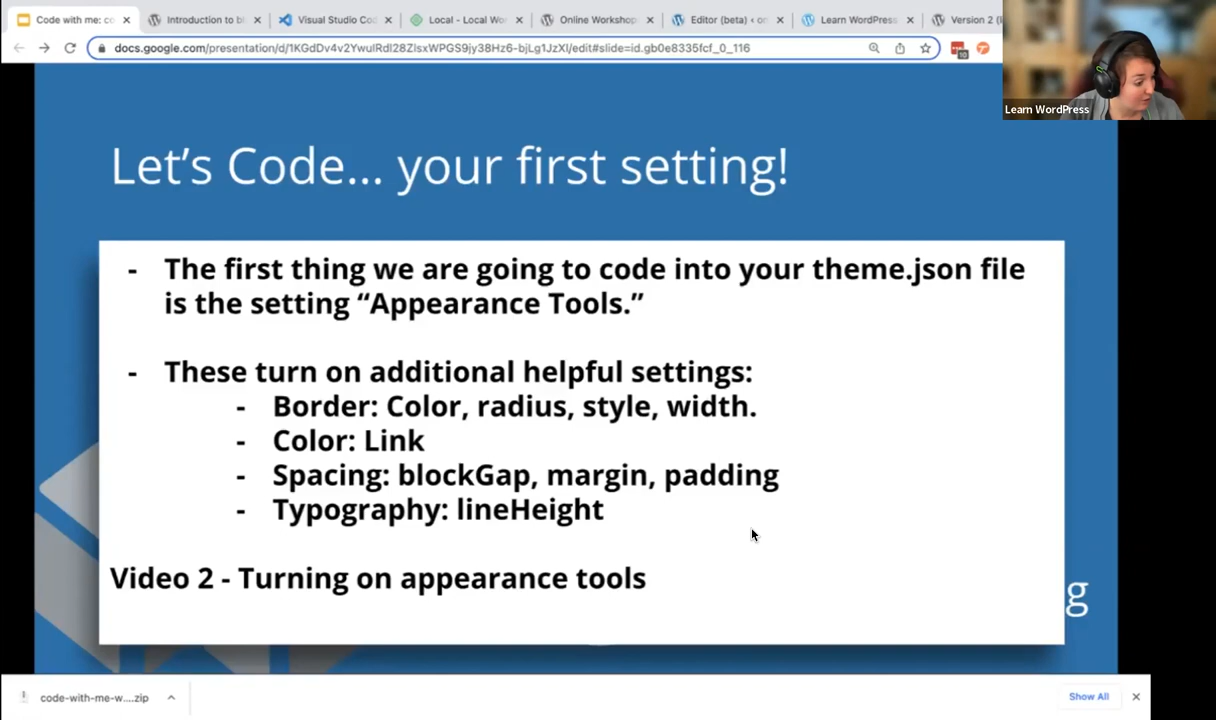 Code with me: co
Introduction to bl
Visual Studio Cod
Local - Local Wo
Online Workshop
Editor (beta) ‹ on
Learn WordPress
Version 2 (
docs.google.com/presentation/d/1KGdDv4v2YwulRdl28ZlsxWPGS9jy38Hz6-bjLg1JzXI/edit#slide=id.gb0e8335fcf_0_116
10
Learn WordPress
Let's Code... your first setting!
- The first thing we are going to code into your theme.json file
is the setting “Appearance Tools.”
- These turn on additional helpful settings:
- Border: Color, radius, style, width.
- Color: Link
- Spacing: blockGap, margin, padding
- Typography: lineHeight
Video 2 - Turning on appearance tools
g
code-with-me-w....zip
Show All